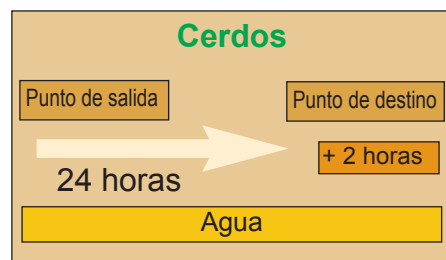 Cerdos
Punto de salida
Punto de destino
24 horas
+ 2 horas
Agua